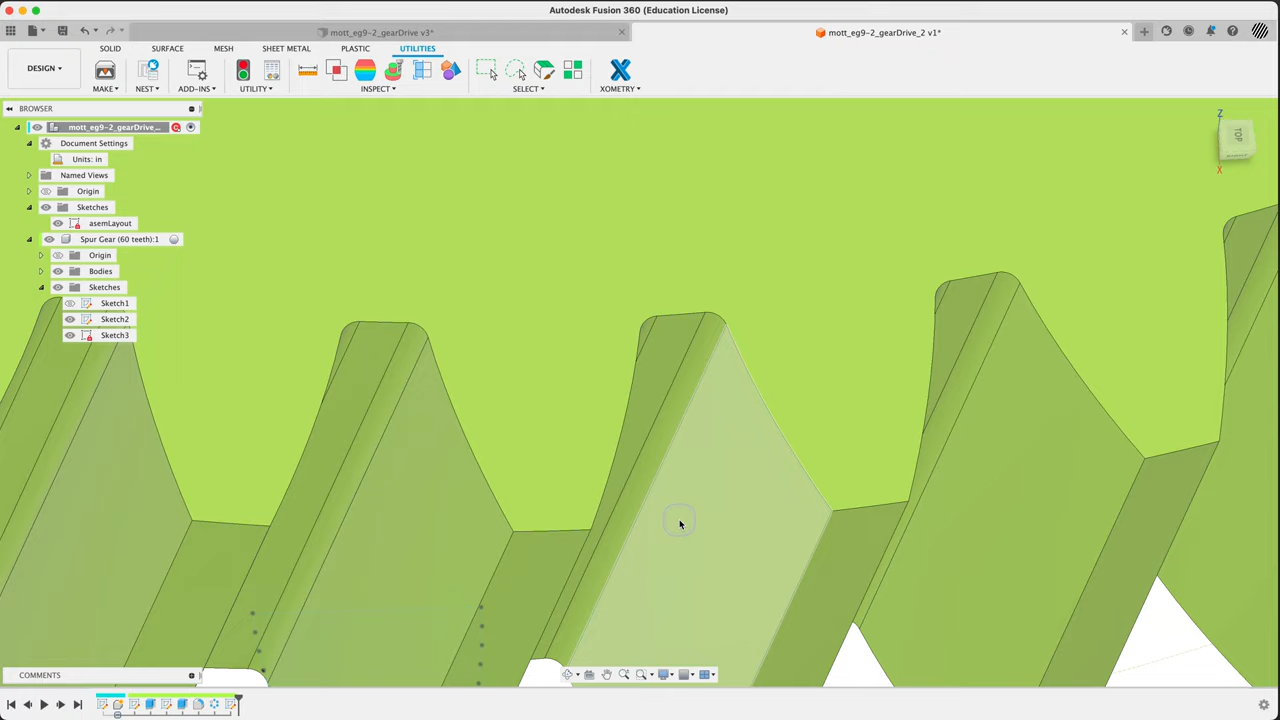 Autodesk Fusion 360 (Education License)
mott_eg9-2_gearDrive v3*
mott_eg9-2_gearDrive_2 v1*
SOLID SURFACE MESH SHEET METAL PLASTIC UTILITIES
DESIGN
MAKE NEST ADD-INS UTILITY INSPECT SELECT XOMETRY
BROWSER
mott_eg9-2_gearDrive_...
Document Settings
Units: in
Named Views
Origin
Sketches
asemLayout
Spur Gear (60 teeth):1
Origin
Bodies
Sketches
Sketch1
Sketch2
Sketch3
Z
TOP
X
COMMENTS